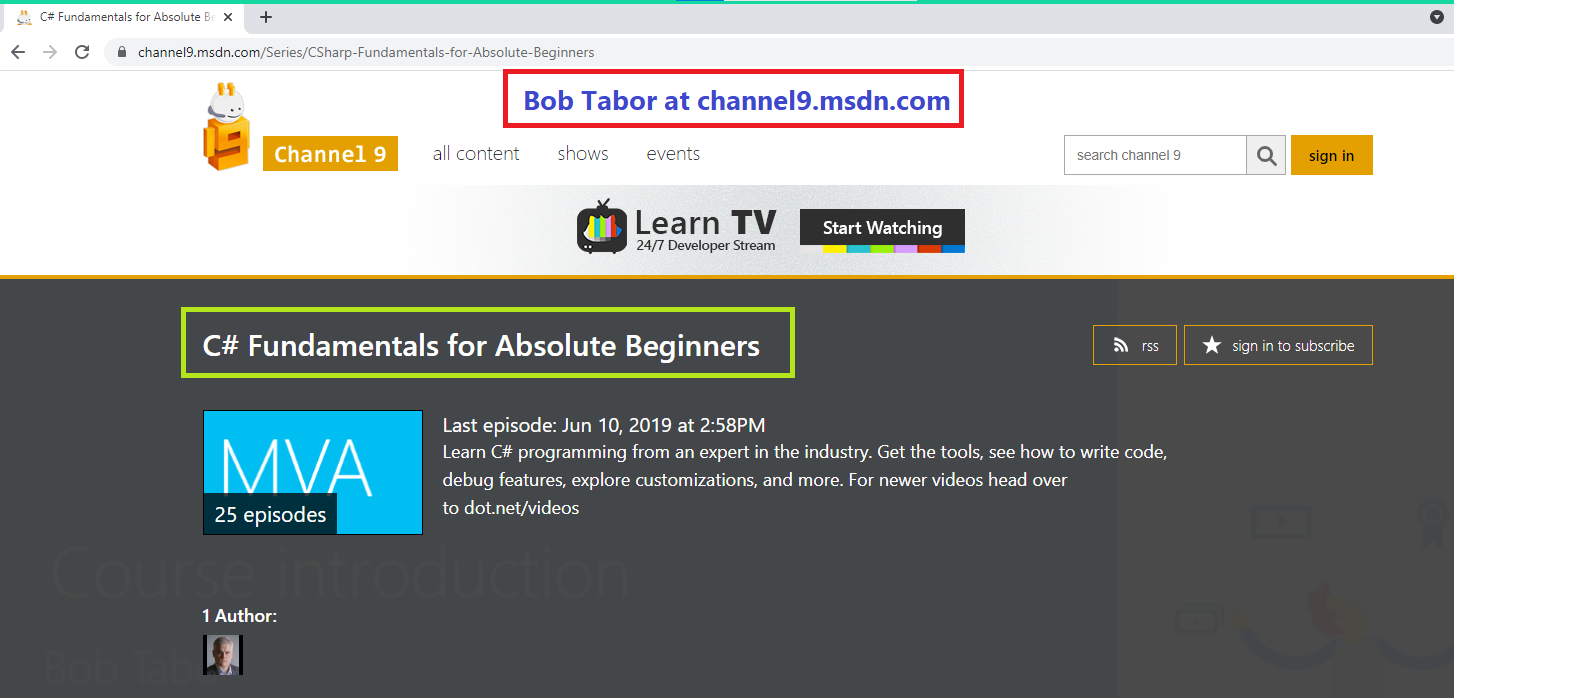 C# Fundamentals for Absolute Be
channel9.msdn.com/Series/CSharp-Fundamentals-for-Absolute-Beginners
Bob Tabor at channel9.msdn.com
9
Channel 9
all content
shows
events
search channel 9
sign in
Learn TV
24/7 Developer Stream
Start Watching
C# Fundamentals for Absolute Beginners
rss
sign in to subscribe
MVA
25 episodes
Last episode: Jun 10, 2019 at 2:58PM
Learn C# programming from an expert in the industry. Get the tools, see how to write code,
debug features, explore customizations, and more. For newer videos head over
to dot.net/videos
Course introduction
1 Author:
Bob Tabor